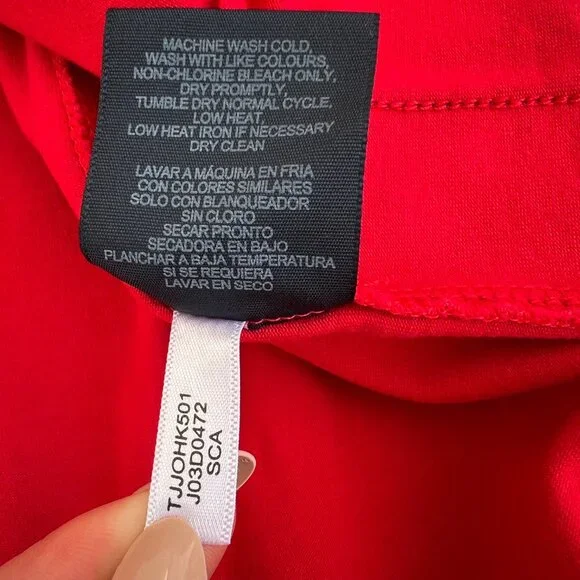 MACHINE WASH COLD,
WASH WITH LIKE COLOURS,
NON-CHLORINE BLEACH ONLY,
DRY PROMPTLY,
TUMBLE DRY NORMAL CYCLE,
LOW HEAT,
LOW HEAT IRON IF NECESSARY
DRY CLEAN
LAVAR A MÁQUINA EN FRIA
CON COLORES SIMILARES
SOLO CON BLANQUEADOR
SIN CLORO
SECAR PRONTO
SECADORA EN BAJO
PLANCHAR A BAJA TEMPERATURA
SI SE REQUIERA
LAVAR EN SECO
TJJOHK501
J03D0472
SCA